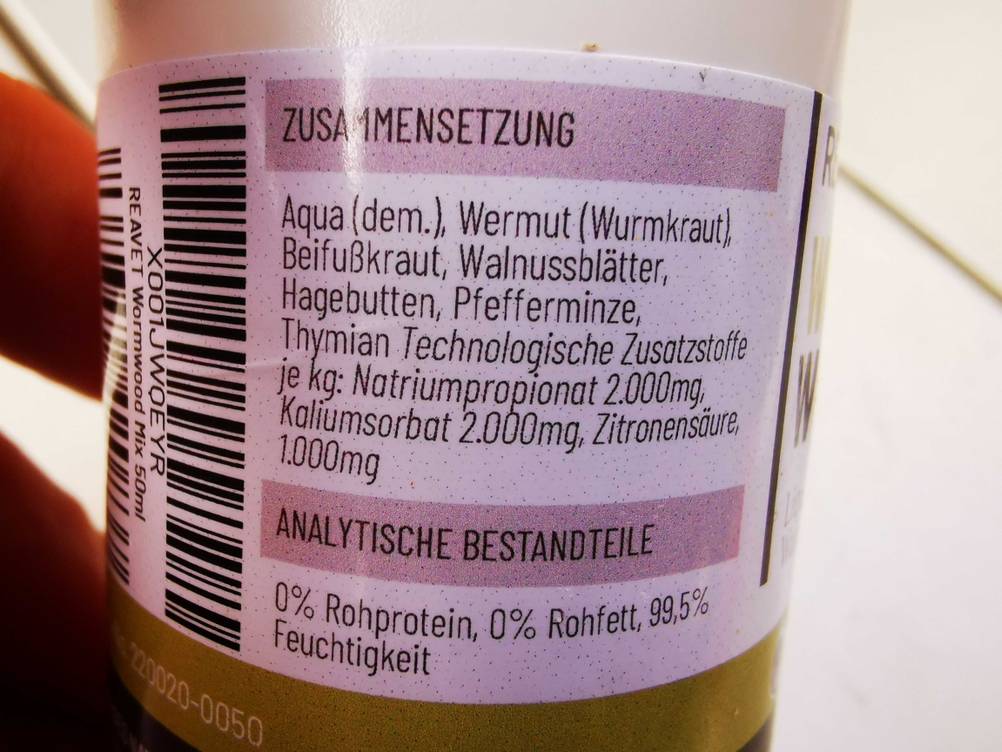 ZUSAMMENSETZUNG
Aqua (dem.), Wermut (Wurmkraut),
Beifußkraut, Walnussblätter,
Hagebutten, Pfefferminze,
Thymian Technologische Zusatzstoffe
je kg: Natriumpropionat 2.000mg,
Kaliumsorbat 2.000mg, Zitronensäure,
1.000mg
ANALYTISCHE BESTANDTEILE
0% Rohprotein, 0% Rohfett, 99,5%
Feuchtigkeit
X001JWQEYR
REAVET Wormwood Mix 50ml
220020-0050